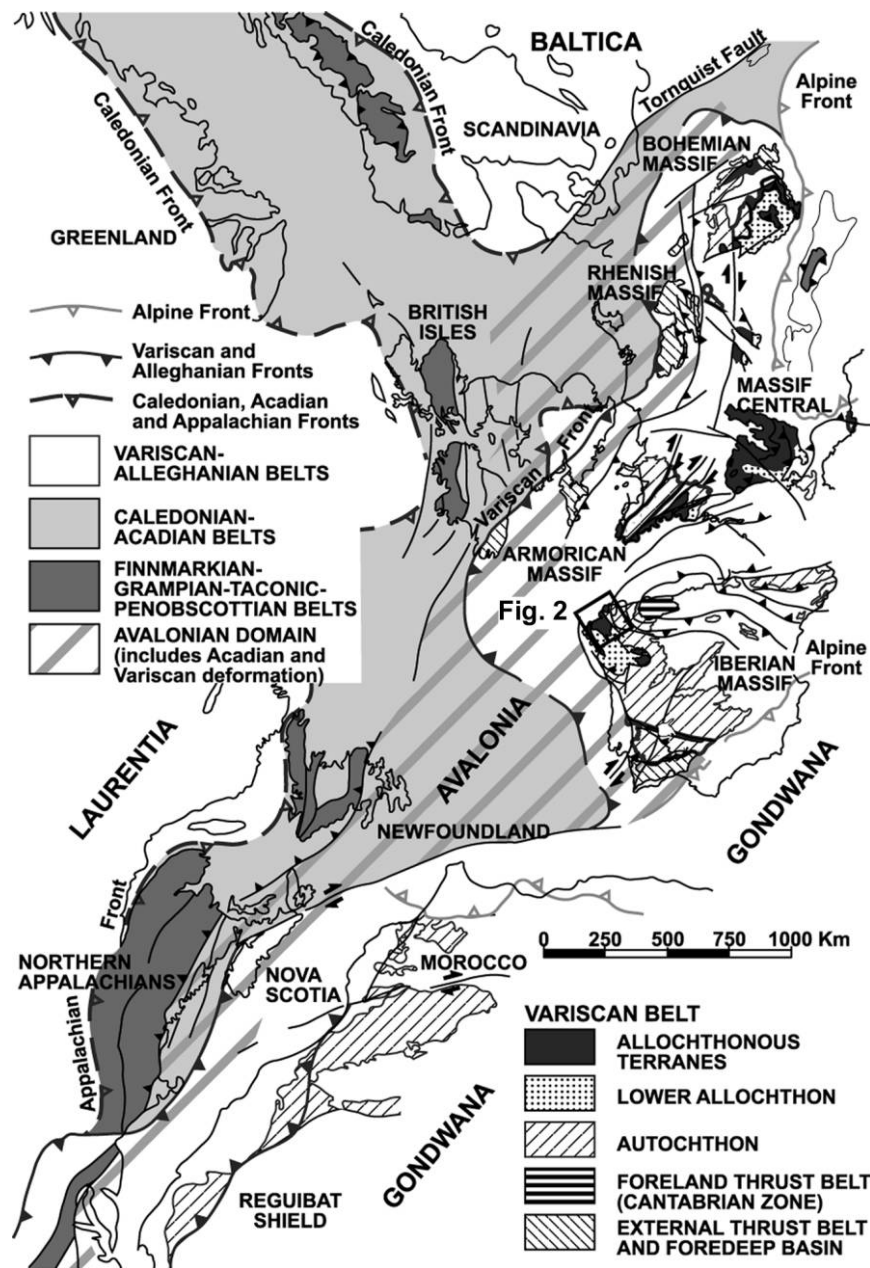 BALTICA
Caledonian Front
Caledonian Front
Tornquist Fault
Alpine
Front
SCANDINAVIA
BOHEMIAN
MASSIF
GREENLAND
RHENISH
MASSIF
BRITISH
ISLES
Alpine Front
Variscan and
Alleghanian Fronts
Caledonian, Acadian
and Appalachian Fronts
VARISCAN-
ALLEGHANIAN BELTS
CALEDONIAN-
ACADIAN BELTS
FINNMARKIAN-
GRAMPIAN-TACONIC-
PENOBSCOTTIAN BELTS
AVALONIAN DOMAIN
(includes Acadian and
Variscan deformation)
MASSIF
CENTRAL
Variscan Front
ARMORICAN
MASSIF
Fig. 2
IBERIAN
MASSIF
Alpine
Front
LAURENTIA
AVALONIA
GONDWANA
NEWFOUNDLAND
Appalachian Front
NORTHERN
APPALACHIANS
NOVA
SCOTIA
MOROCCO
0 250 500 750 1000 Km
GONDWANA
REGUIBAT
SHIELD
VARISCAN BELT
ALLOCHTHONOUS
TERRANES
LOWER ALLOCHTHON
AUTOCHTHON
FORELAND THRUST BELT
(CANTABRIAN ZONE)
EXTERNAL THRUST BELT
AND FOREDEEP BASIN